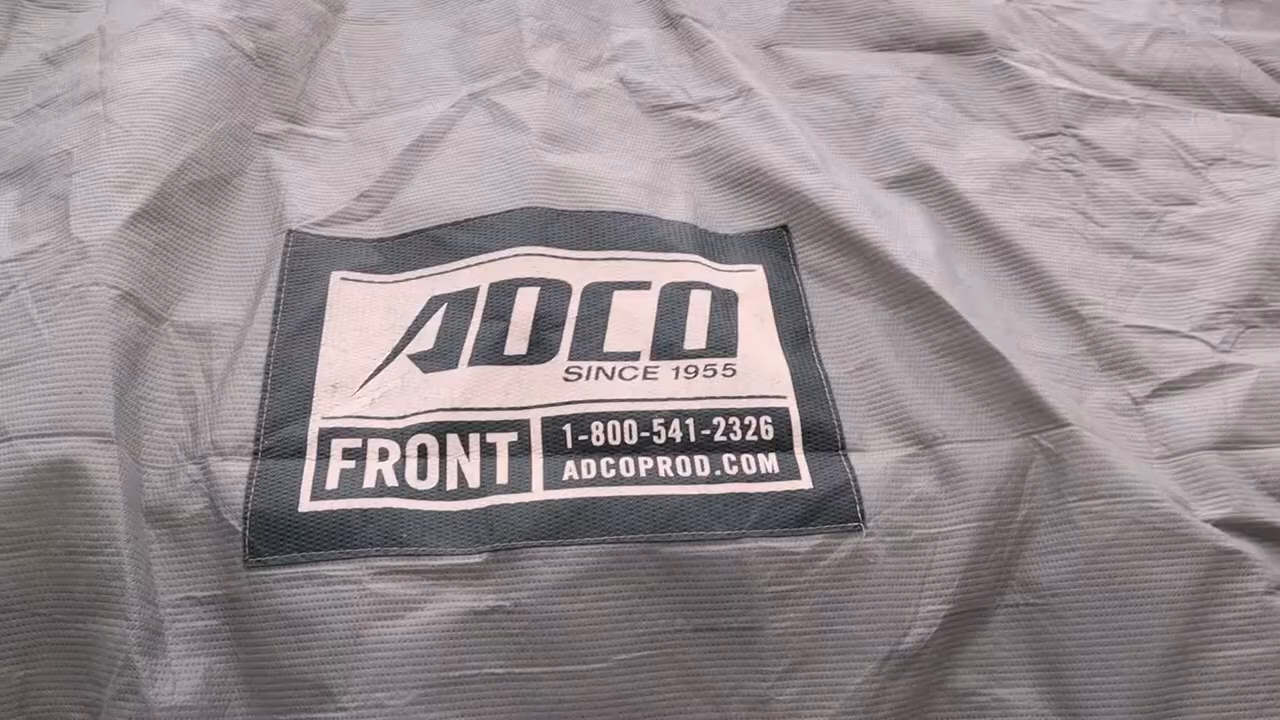 ADCO
SINCE 1955
FRONT
1-800-541-2326
ADCOPROD.COM